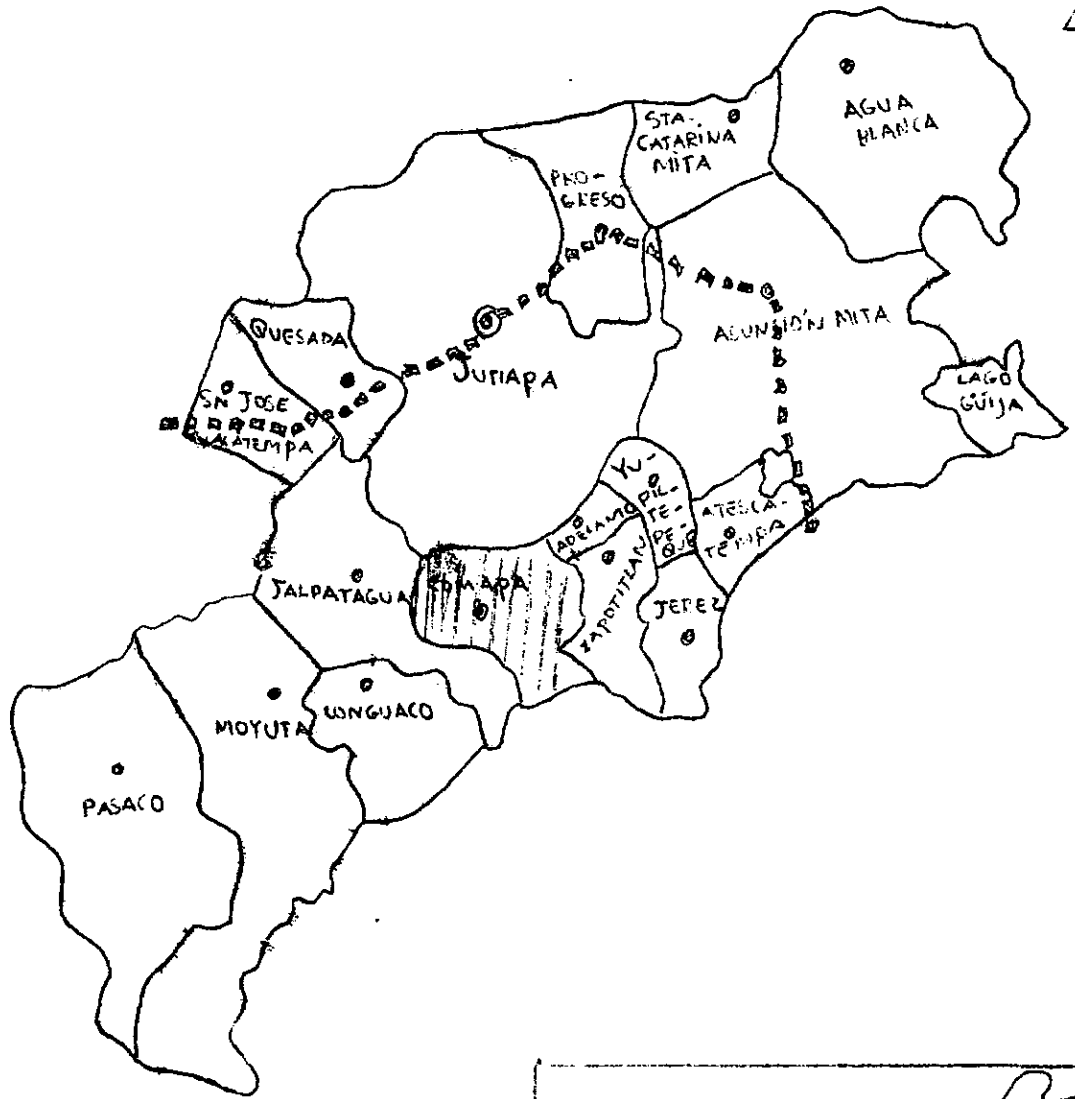 AGUA
BLANCA
STA.
CATARINA
MITA
PRO-
GRESO
ASUNCIÓN MITA
QUESADA
JUTIAPA
LAGO
GÜIJA
SN JOSE
ACATEMPA
YU-
PIL-
TE-
PE-
QUE
ATESCA-
TEMPA
ADELANTO
COMAPA
ZAPOTITLAN
JEREZ
JALPATAGUA
MOYUTA
CONGUACO
PASACO